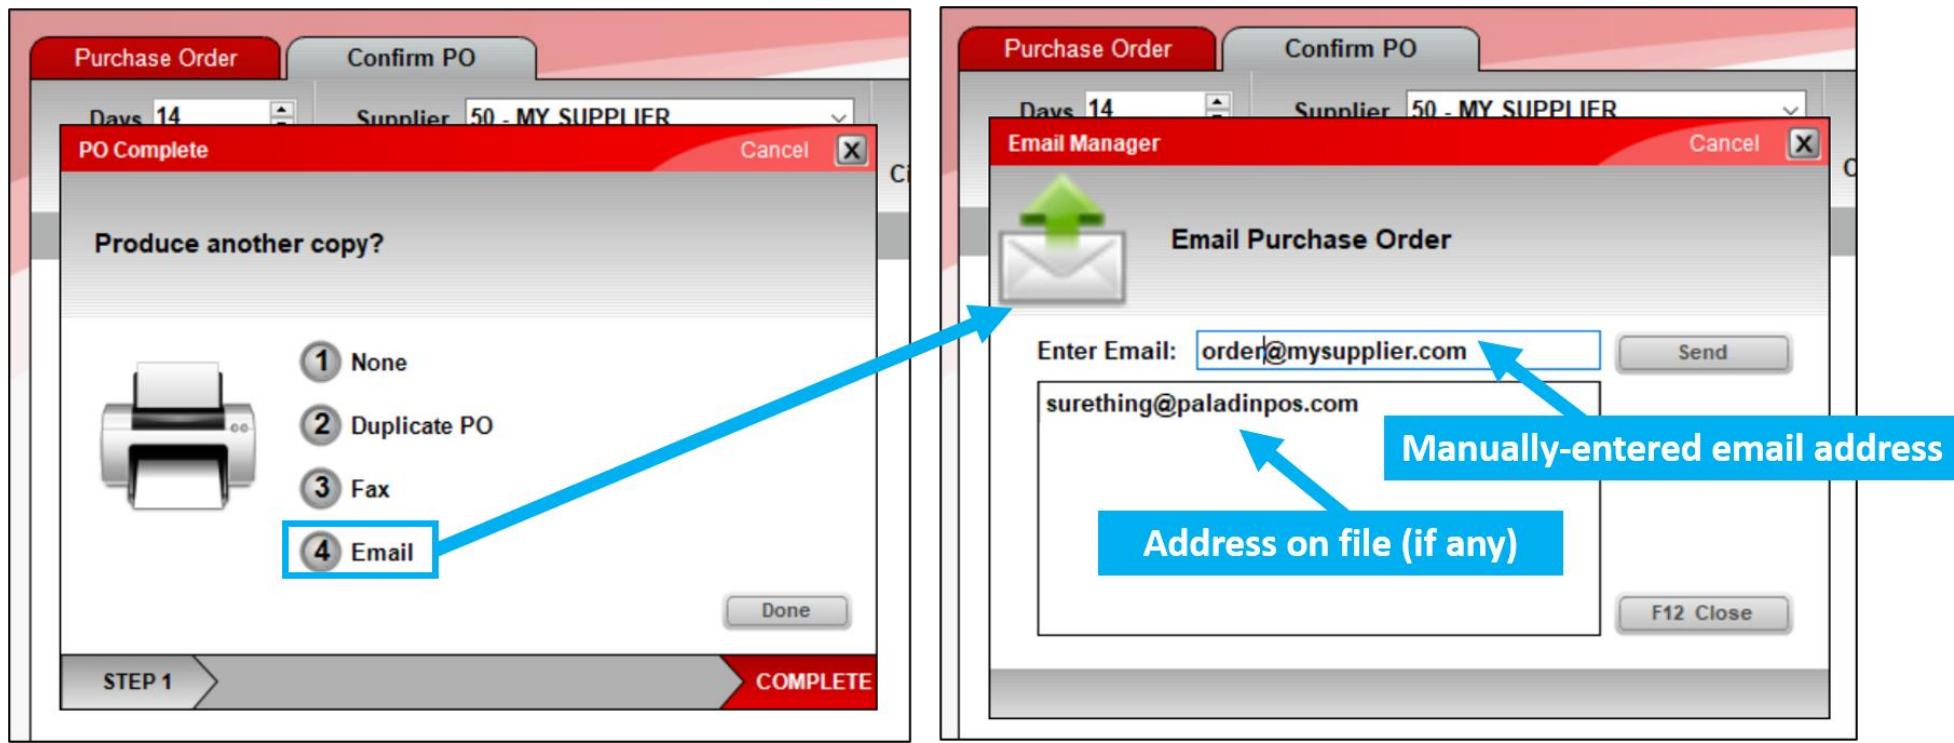 Purchase Order
Confirm PO
Days 14
Supplier 50 - MY SUPPLIER
PO Complete
Cancel
X
Produce another copy?
1 None
2 Duplicate PO
3 Fax
4 Email
Done
STEP 1
COMPLETE
Purchase Order
Confirm PO
Days 14
Supplier 50 - MY SUPPLIER
Email Manager
Cancel
X
Email Purchase Order
Enter Email: order@mysupplier.com
Send
surething@paladinpos.com
Manually-entered email address
Address on file (if any)
F12 Close